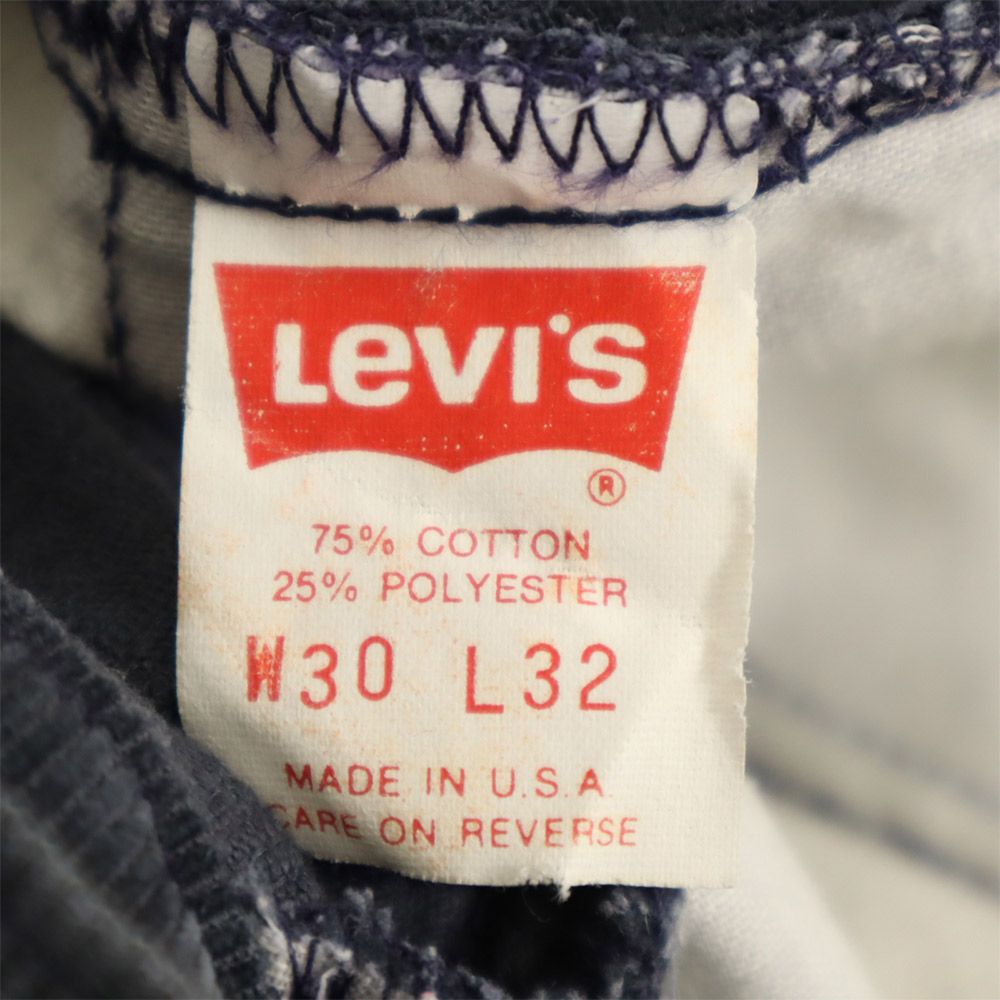 Levi's
®
75% COTTON
25% POLYESTER
W30 L32
MADE IN U.S.A
CARE ON REVERSE